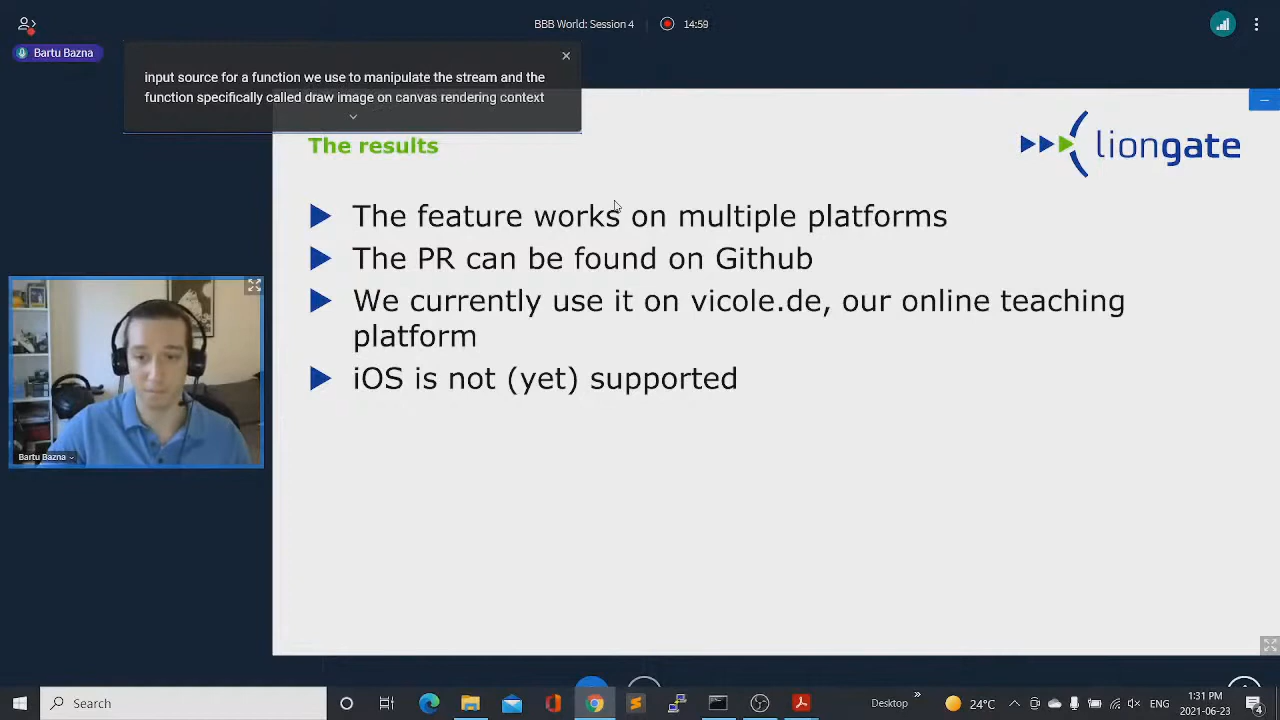 BBB World: Session 4
14:59
Bartu Bazna
input source for a function we use to manipulate the stream and the
function specifically called draw image on canvas rendering context
The results
liongate
The feature works on multiple platforms
The PR can be found on Github
We currently use it on vicole.de, our online teaching
platform
iOS is not (yet) supported
Bartu Bazna
Search
Desktop
24°C
ENG
1:31 PM
2021-06-23
4